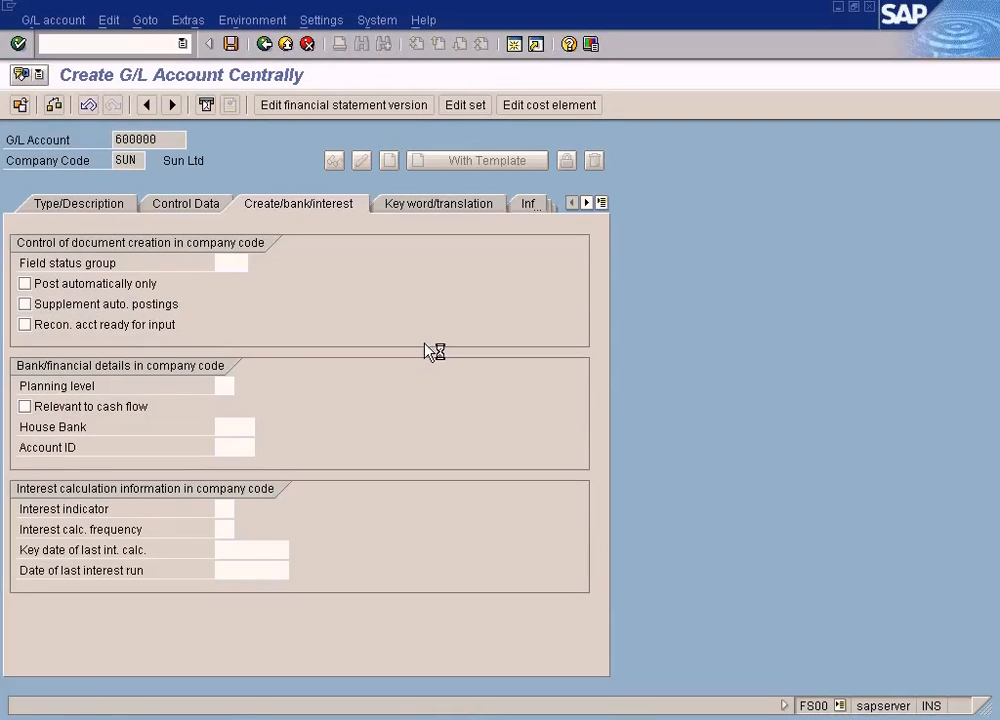 G/L account Edit Goto Extras Environment Settings System Help
SAP
Create G/L Account Centrally
Edit financial statement version Edit set Edit cost element
G/L Account 600000
Company Code SUN Sun Ltd With Template
Type/Description Control Data Create/bank/interest Key word/translation Inf...
Control of document creation in company code
Field status group
Post automatically only
Supplement auto. postings
Recon. acct ready for input
Bank/financial details in company code
Planning level
Relevant to cash flow
House Bank
Account ID
Interest calculation information in company code
Interest indicator
Interest calc. frequency
Key date of last int. calc.
Date of last interest run
FS00 sapserver INS